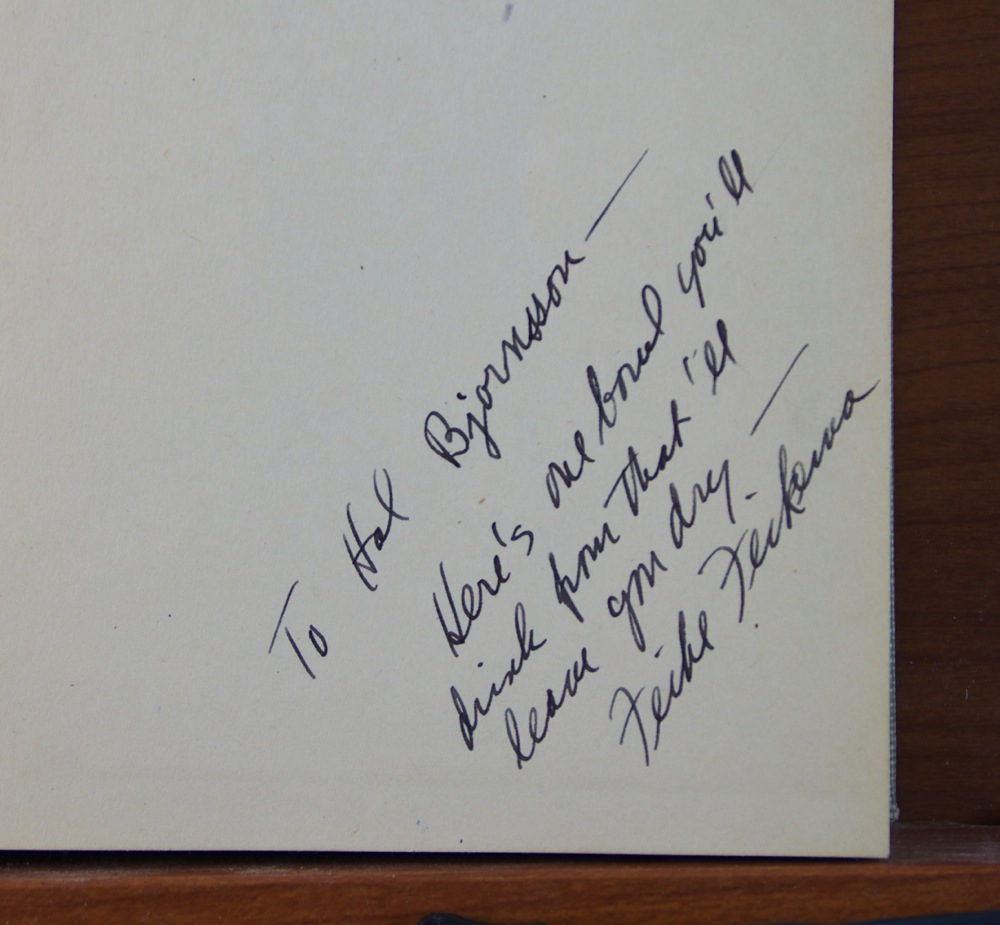 To Hal Bjornsson —
Here's one bowl you'll
drink from that'll
leave you dry. —
Feike Feikema